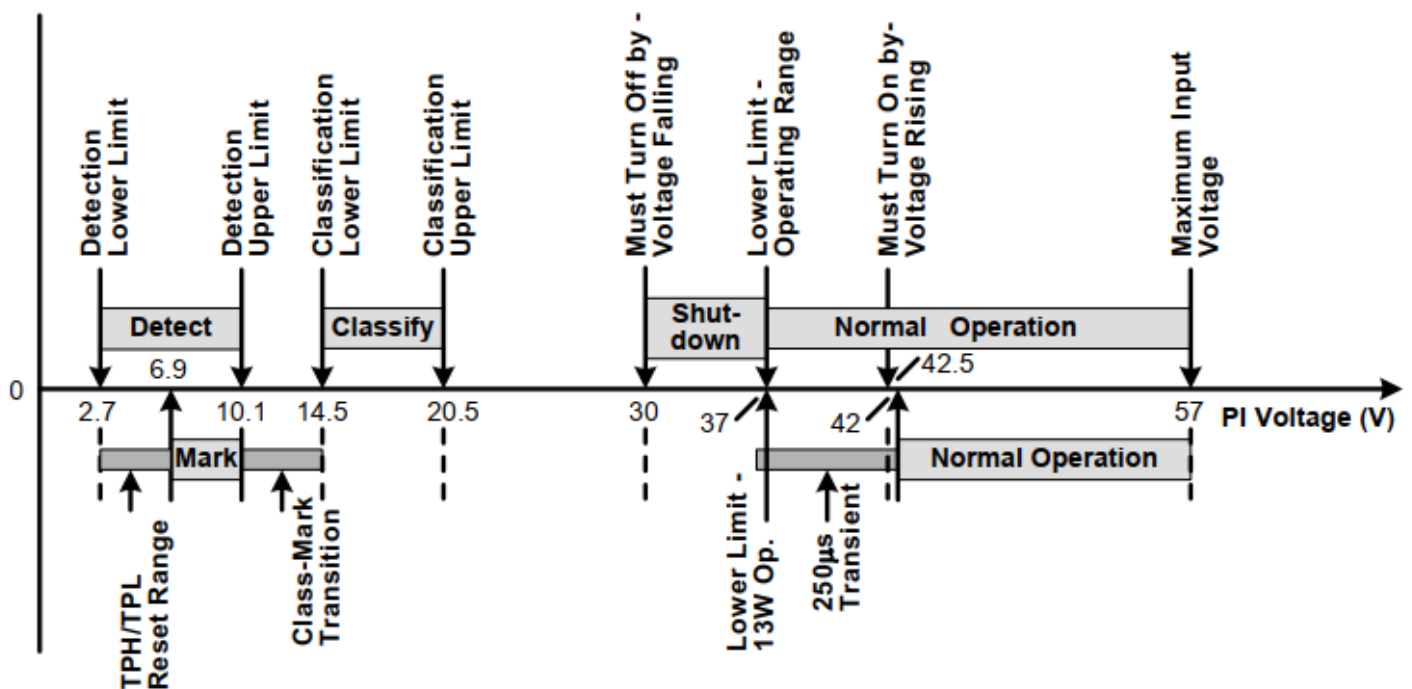 Detection
Lower Limit
Detection
Upper Limit
Classification
Lower Limit
Classification
Upper Limit
Must Turn Off by -
Voltage Falling
Lower Limit -
Operating Range
Must Turn On by-
Voltage Rising
Maximum Input
Voltage
Detect
Classify
Shut-
down
Normal Operation
6.9
42.5
0
2.7
10.1
14.5
20.5
30
37
42
57
PI Voltage (V)
Mark
Normal Operation
TPH/TPL
Reset Range
Class-Mark
Transition
Lower Limit -
13W Op.
250µs
Transient